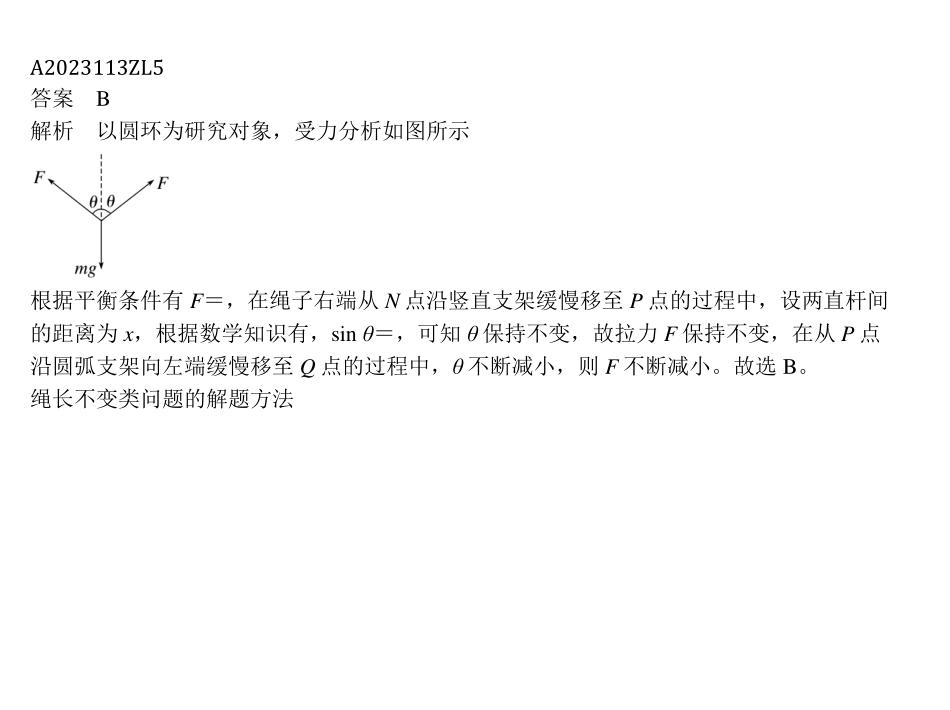 A2023113ZL5
答案 B
解析 以圆环为研究对象，受力分析如图所示
F F
θ θ
mg
根据平衡条件有 F＝，在绳子右端从 N 点沿竖直支架缓慢移至 P 点的过程中，设两直杆间
的距离为 x，根据数学知识有，sin θ＝，可知 θ 保持不变，故拉力 F 保持不变，在从 P 点
沿圆弧支架向左端缓慢移至 Q 点的过程中，θ 不断减小，则 F 不断减小。故选 B。
绳长不变类问题的解题方法